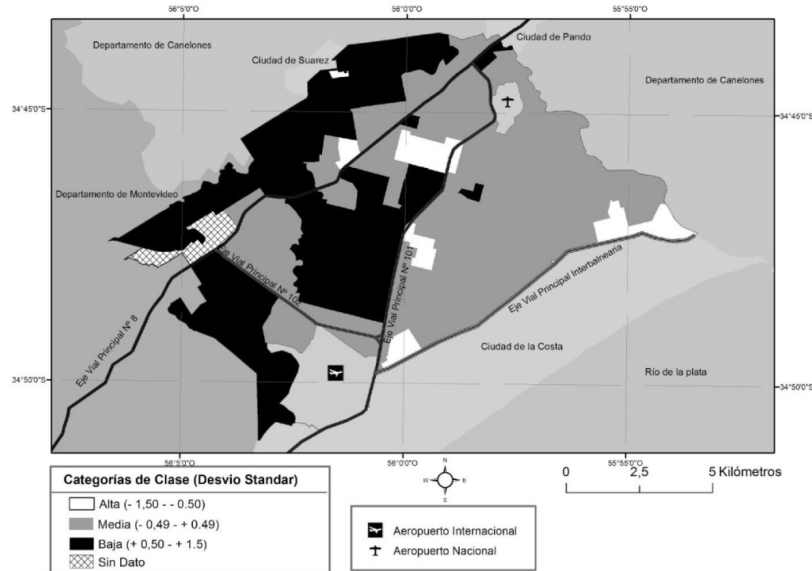 56°5'0"O 56°0'0"O 55°55'0"O
Departamento de Canelones
Ciudad de Suarez
Ciudad de Pando
Departamento de Canelones
34°45'0"S
34°45'0"S
Departamento de Montevideo
Eje Vial Principal Nº 102
Eje Vial Principal Nº 101
Eje Vial Principal Interbalnearia
Eje Vial Principal Nº 8
Ciudad de la Costa
Río de la plata
34°50'0"S
34°50'0"S
56°5'0"O 56°0'0"O 55°55'0"O
Categorías de Clase (Desvio Standar)
Alta (- 1,50 - - 0.50)
Media (- 0,49 - + 0.49)
Baja (+ 0,50 - + 1.5)
Sin Dato
N
W E
S
0 2,5 5 Kilómetros
Aeropuerto Internacional
Aeropuerto Nacional